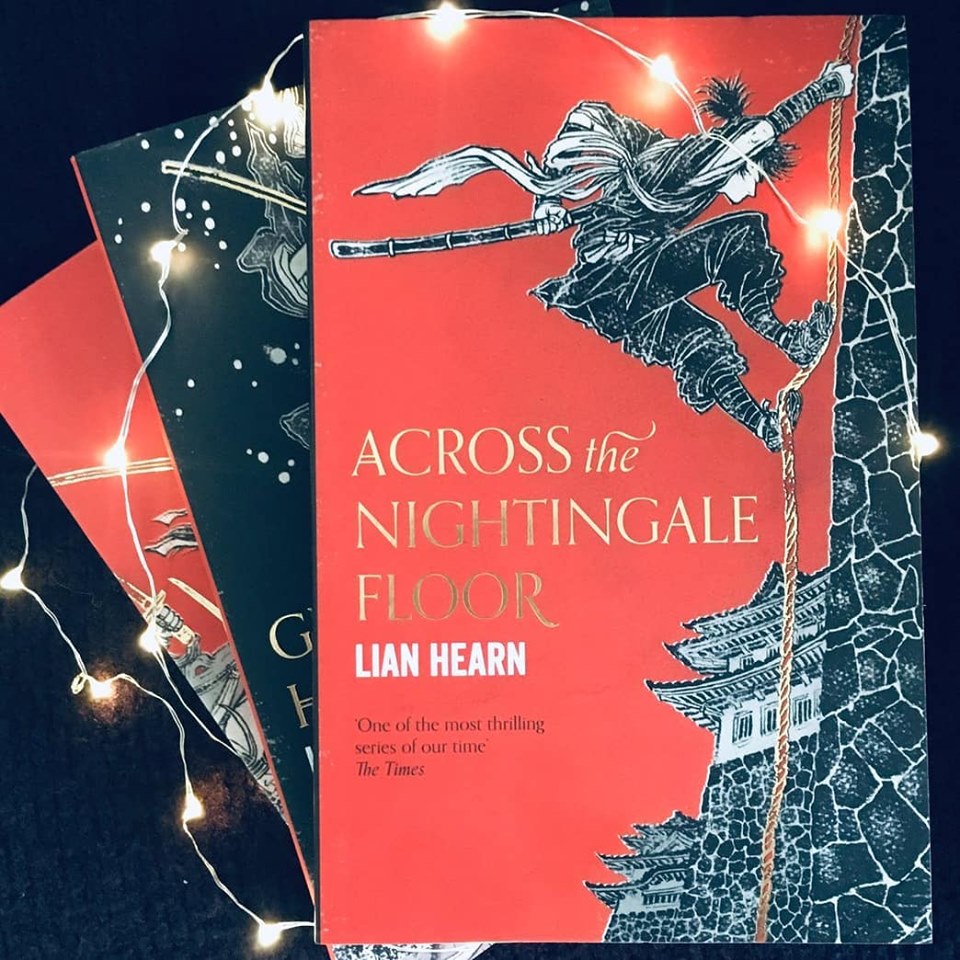 ACROSS the
NIGHTINGALE
FLOOR
LIAN HEARN
'One of the most thrilling
series of our time'
The Times
G
H